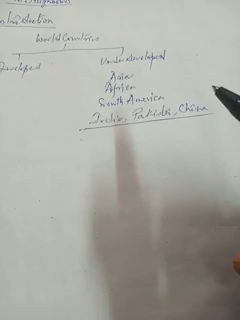 Introduction
World Countries
Developed
Underdeveloped
Asia
Africa
South America
India, Pakistan, China